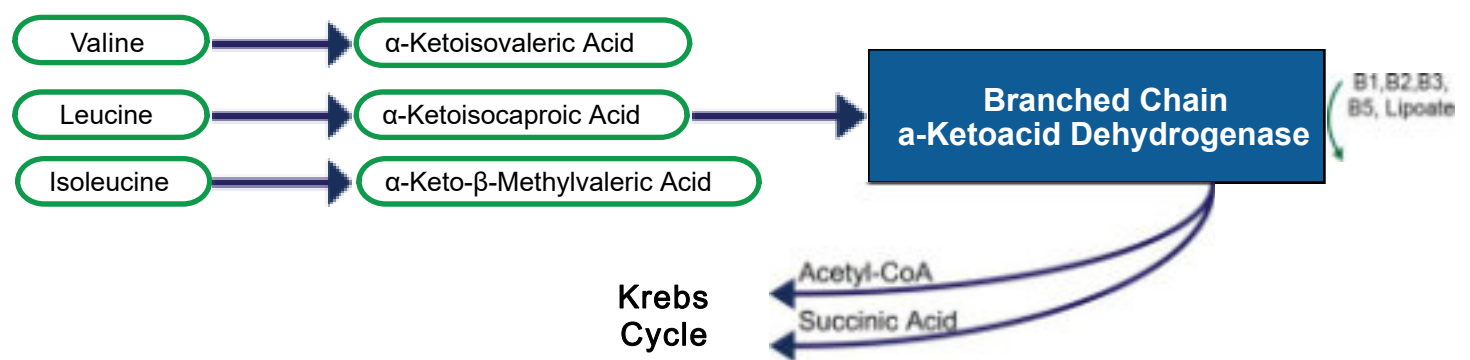 Valine
α-Ketoisovaleric Acid
Leucine
α-Ketoisocaproic Acid
Isoleucine
α-Keto-β-Methylvaleric Acid
Branched Chain
a-Ketoacid Dehydrogenase
B1,B2,B3,
B5, Lipoate
Acetyl-CoA
Succinic Acid
Krebs
Cycle